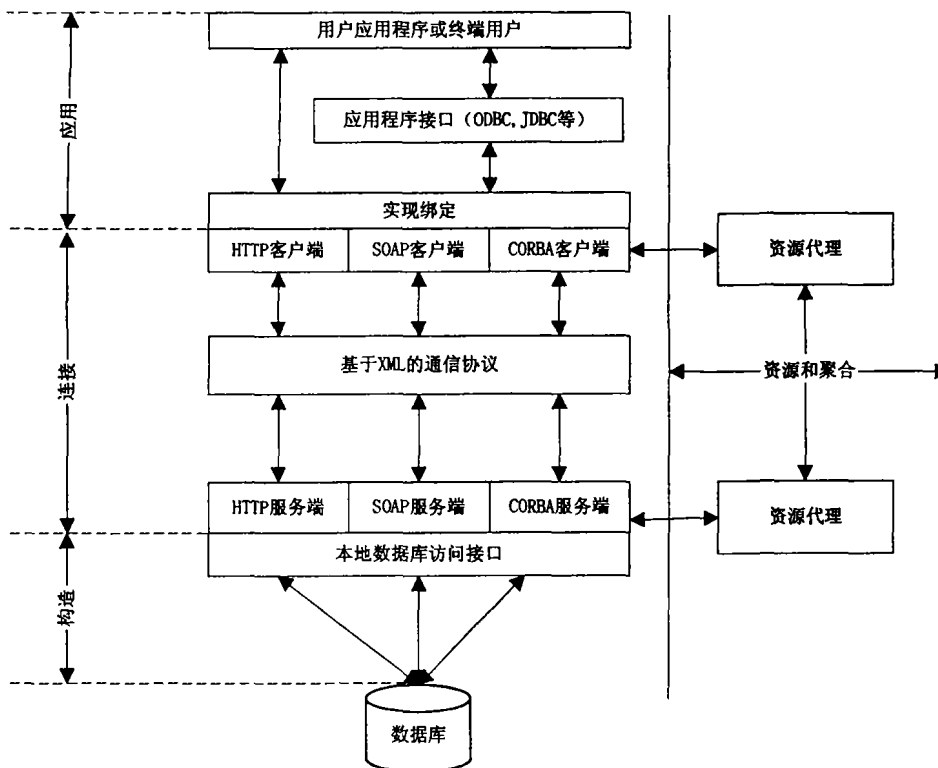 用户应用程序或终端用户
应用程序接口（ODBC,JDBC等）
应用
实现绑定
HTTP客户端
SOAP客户端
CORBA客户端
资源代理
基于XML的通信协议
资源和聚合
连接
HTTP服务端
SOAP服务端
CORBA服务端
资源代理
本地数据库访问接口
构造
数据库